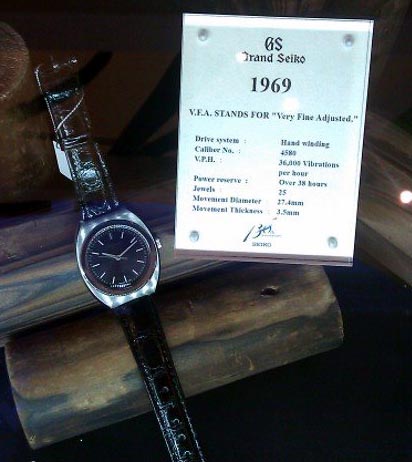 GS
Grand Seiko
1969
V.F.A. STANDS FOR "Very Fine Adjusted."
Drive system : Hand winding
Caliber No. : 4580
V.P.H. : 36,000 Vibrations
per hour
Power reserve : Over 38 hours
Jewels : 25
Movement Diameter : 27.4mm
Movement Thickness : 3.5mm
SEIKO